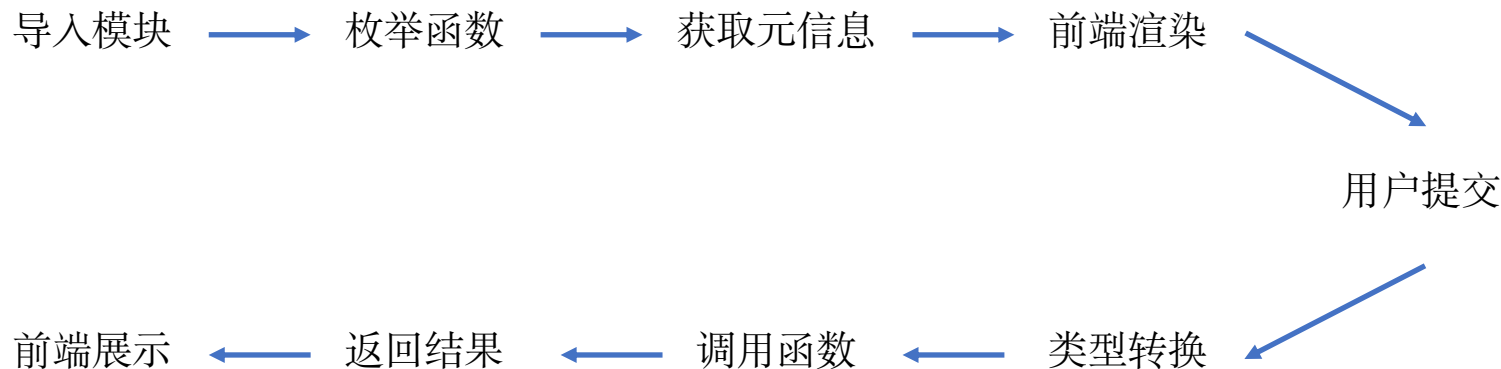 导入模块 枚举函数 获取元信息 前端渲染
用户提交
前端展示 返回结果 调用函数 类型转换